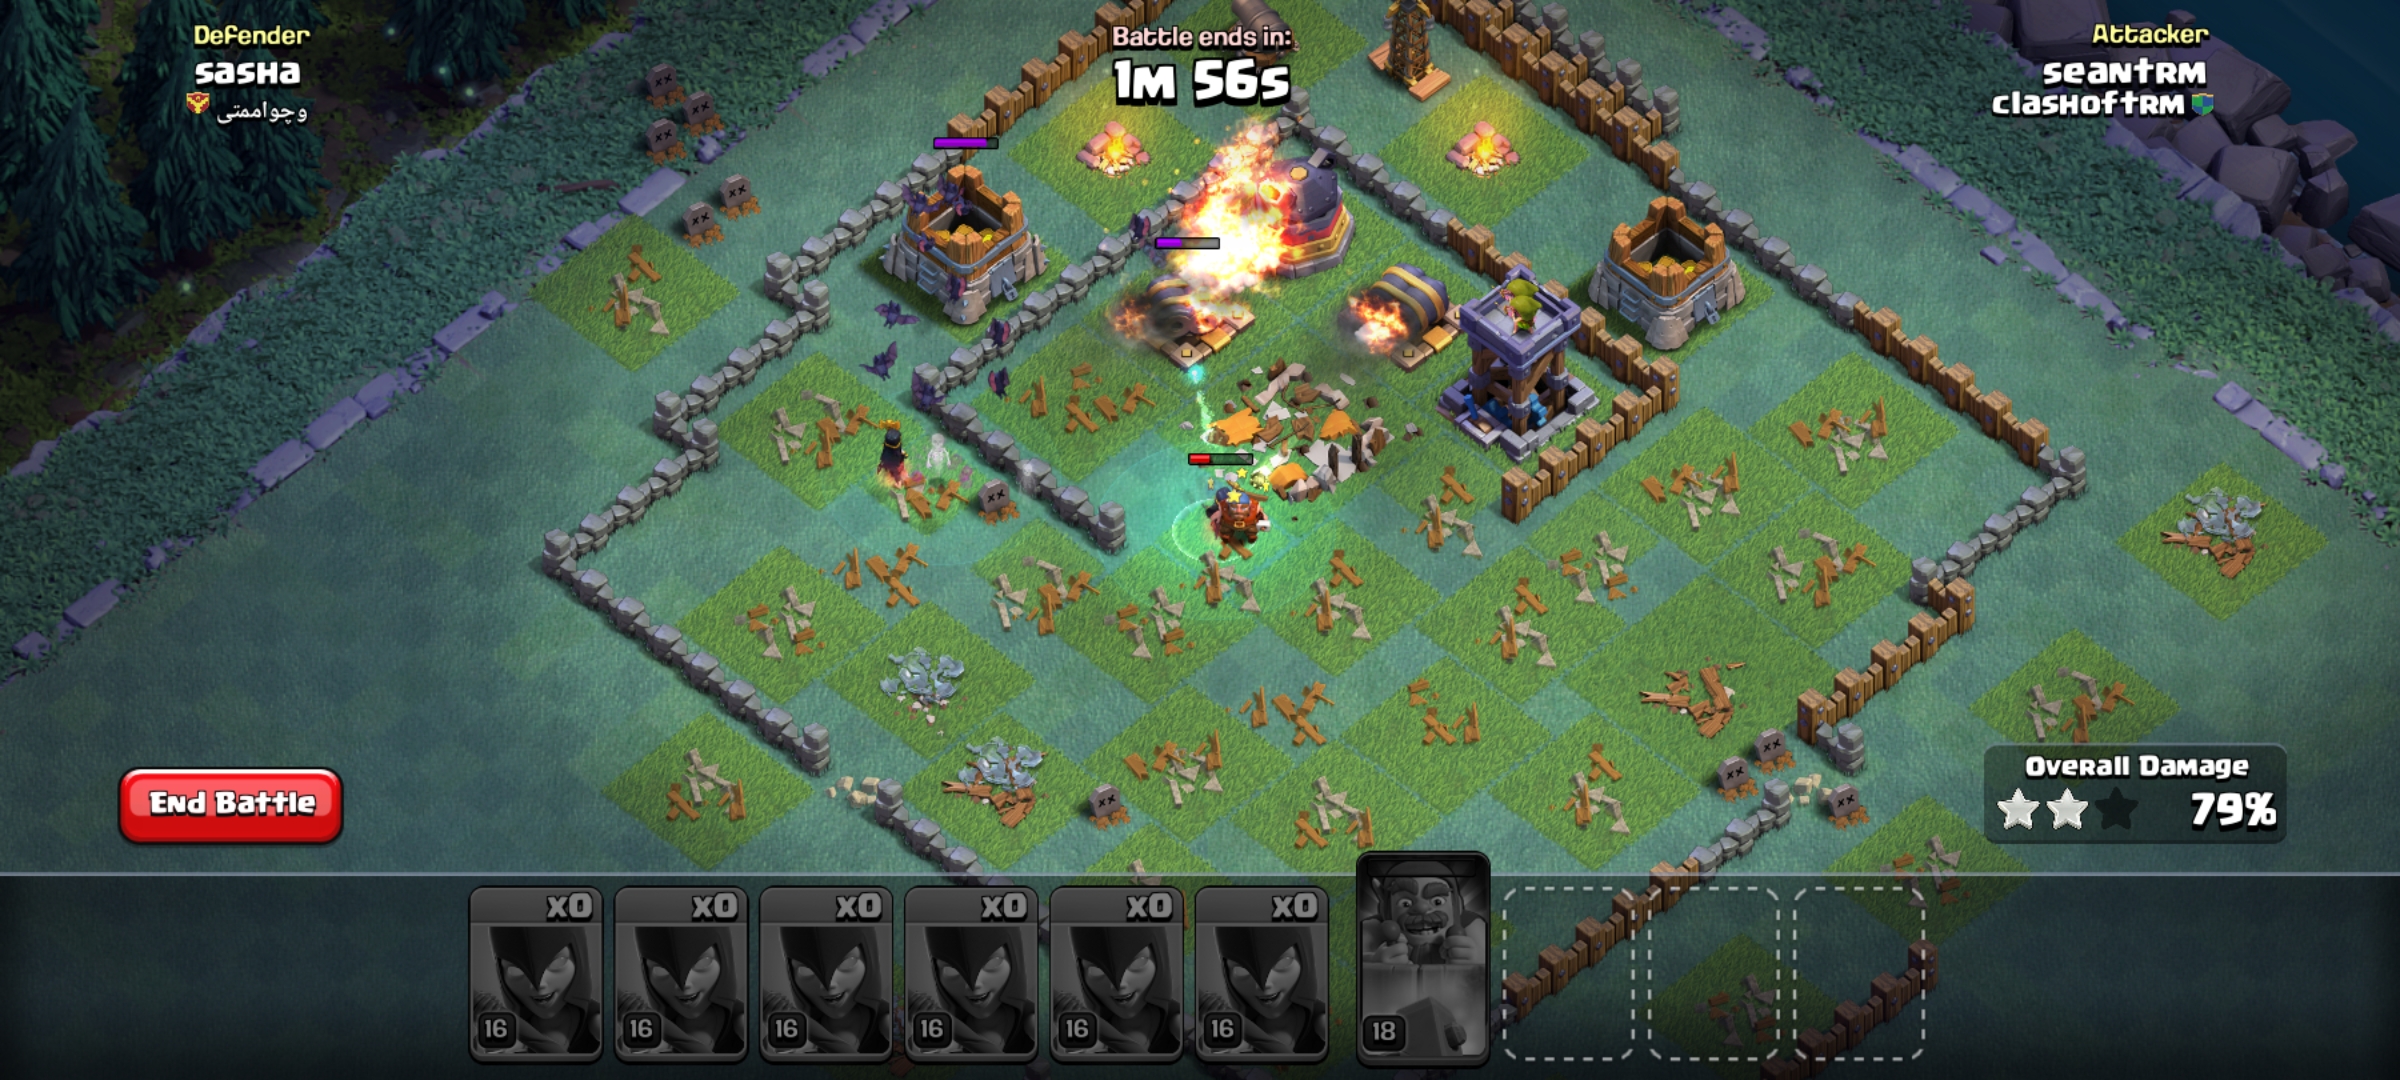 Defender
sasha
وچواممتی
Battle ends in:
1M 56s
Attacker
seantrm
clashoftrm
End Battle
Overall Damage
79%
x0
x0
x0
x0
x0
x0
16
16
16
16
16
16
18